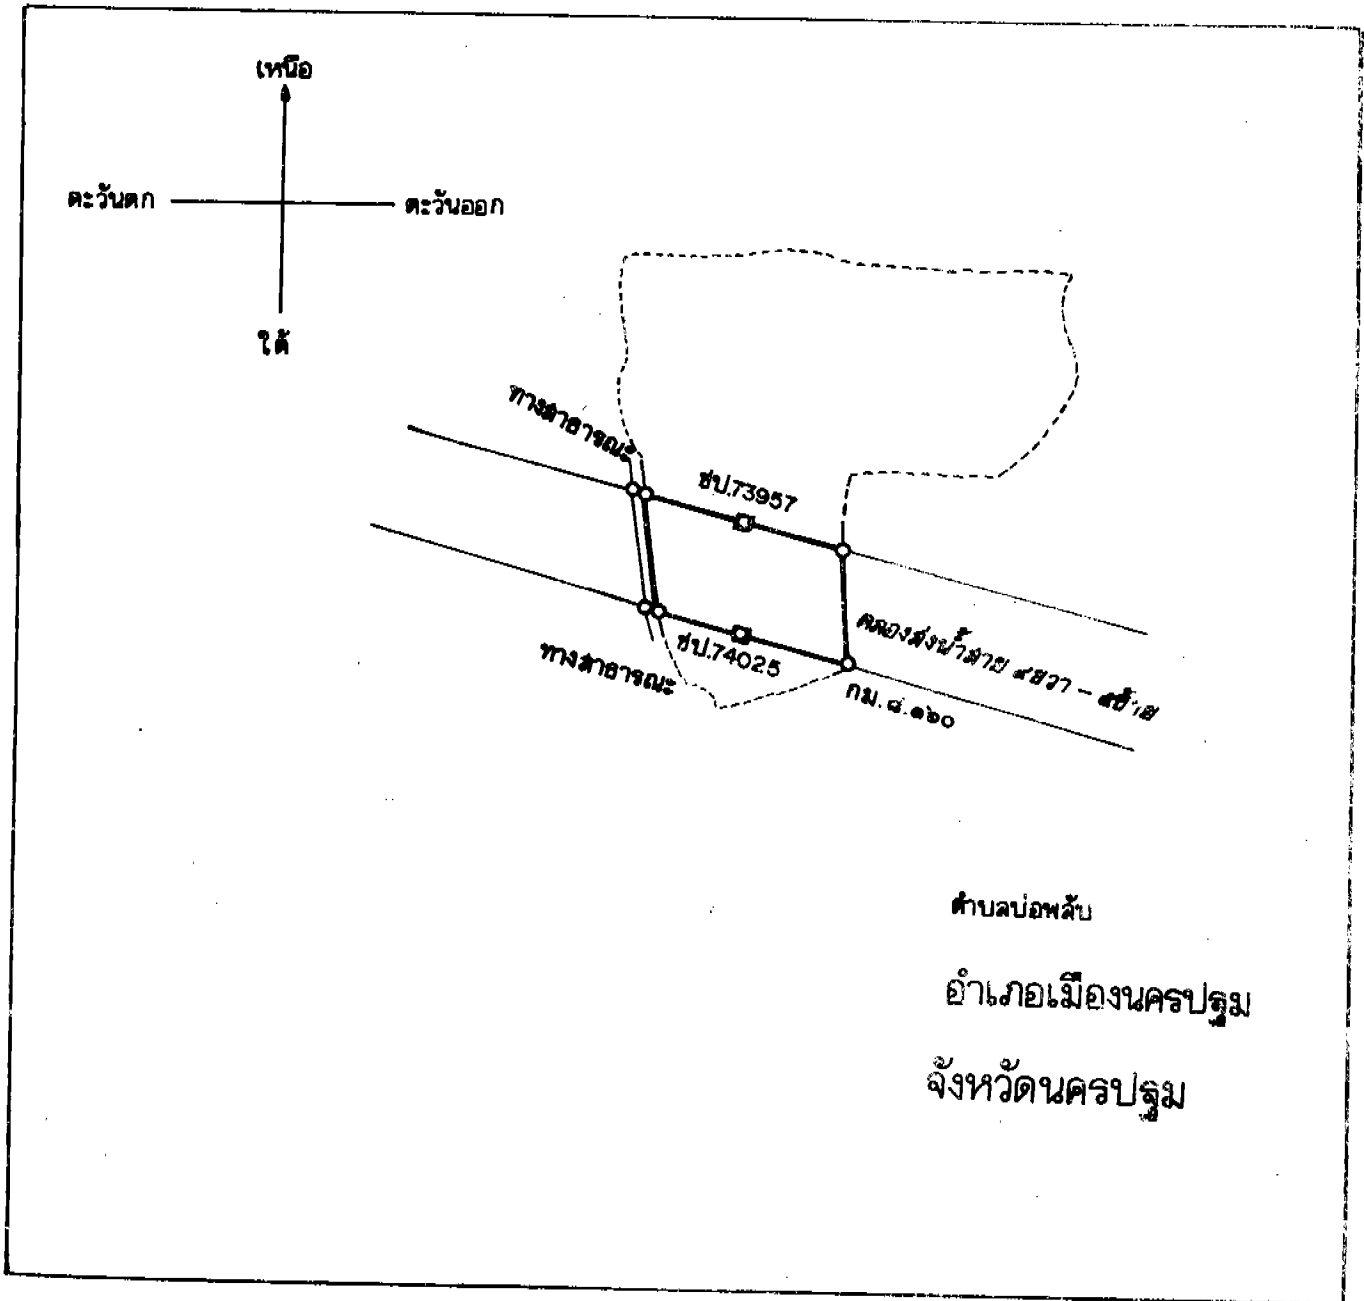 เหนือ
ตะวันตก
ตะวันออก
ใต้
ทางสาธารณะ
ชป.73957
คลองส่งน้ำสาย ๔ขวา - ๕ซ้าย
ชป.74025
ทางสาธารณะ
กม. ๘.๑๖๐
ตำบลบ่อพลับ
อำเภอเมืองนครปฐม
จังหวัดนครปฐม